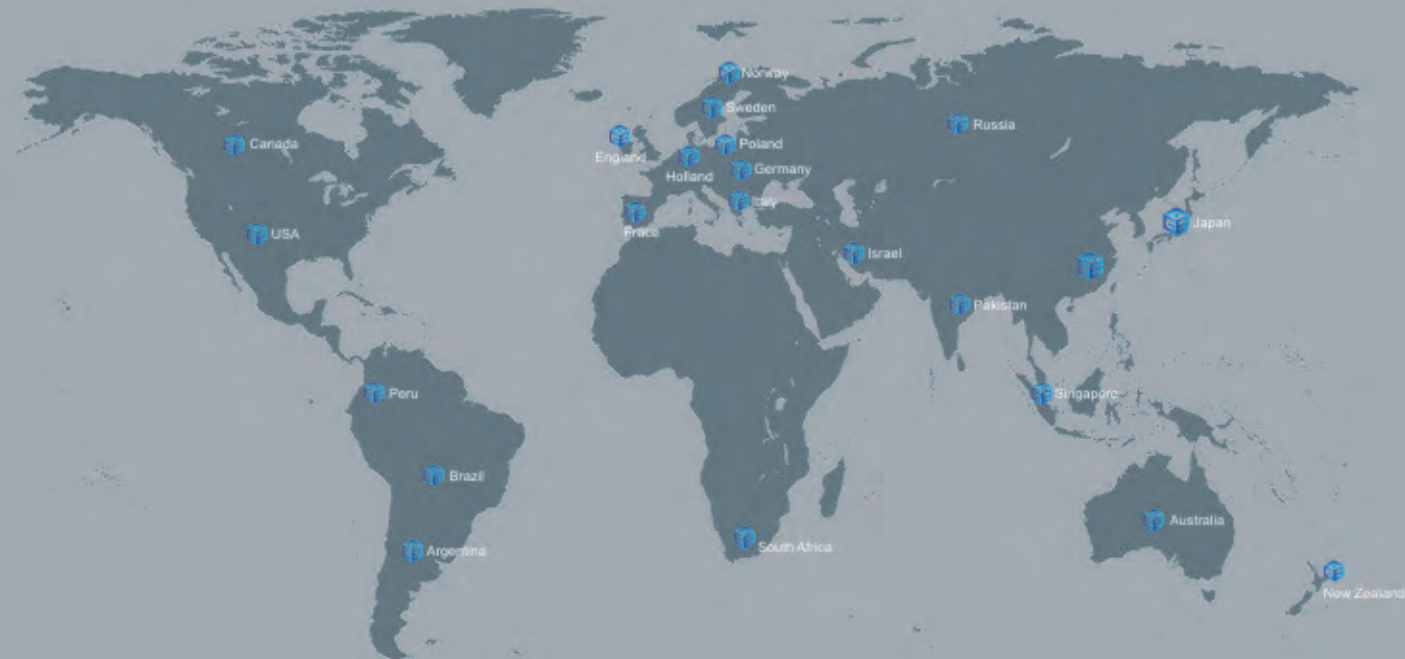 Norway
Sweden
Russia
Canada
Poland
England
Germany
Holland
Italy
Japan
Frace
USA
Israel
Pakistan
Peru
Singapore
Brazil
Australia
South Africa
Argentina
New Zealand